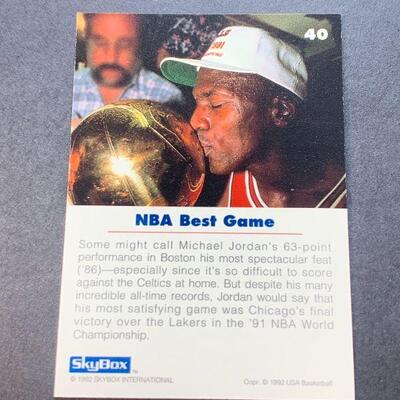 40
NBA Best Game
Some might call Michael Jordan's 63-point
performance in Boston his most spectacular feat
('86)—especially since it's so difficult to score
against the Celtics at home. But despite his many
incredible all-time records, Jordan would say that
his most satisfying game was Chicago's final
victory over the Lakers in the '91 NBA World
Championship.
SkyBox™
© 1992 SKYBOX INTERNATIONAL
Copr. © 1992 USA Basketball